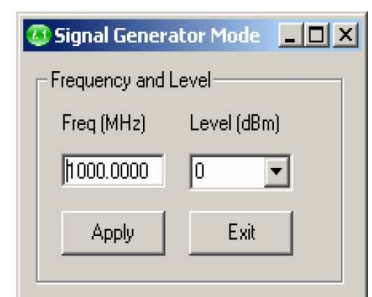 Signal Generator Mode
Frequency and Level
Freq (MHz) Level (dBm)
1000.0000 0
Apply Exit